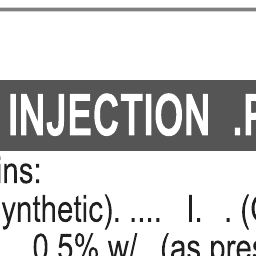 INJECTION .P
ins:
ynthetic). .... I. . (
0.5% w/ (as pres